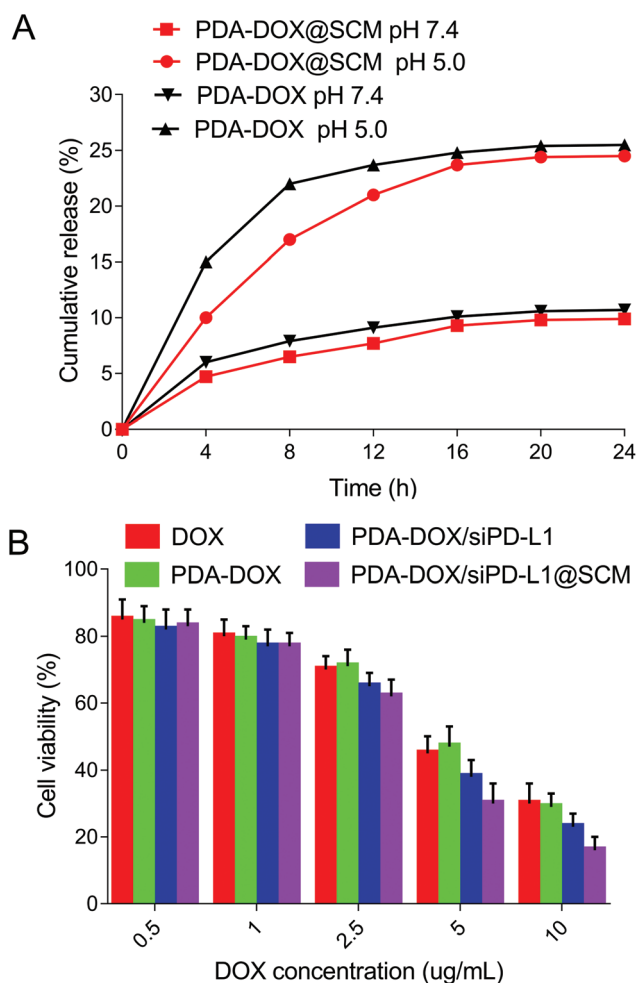 A
PDA-DOX@SCM pH 7.4
PDA-DOX@SCM pH 5.0
PDA-DOX pH 7.4
PDA-DOX pH 5.0
Cumulative release (%)
30
25
20
15
10
5
0
0 4 8 12 16 20 24
Time (h)
B
DOX PDA-DOX/siPD-L1
PDA-DOX PDA-DOX/siPD-L1@SCM
Cell viability (%)
100
80
60
40
20
0
0.5 1 2.5 5 10
DOX concentration (ug/mL)